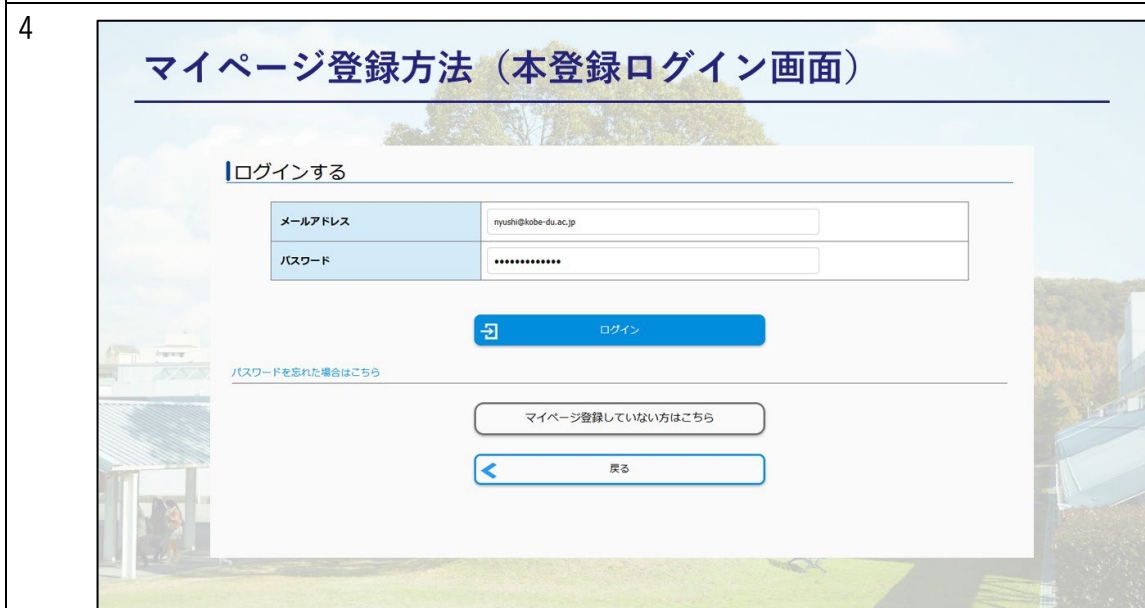 4
マイページ登録方法（本登録ログイン画面）
ログインする
メールアドレス
nyushi@kobe-du.ac.jp
パスワード
•••••••••••••
ログイン
パスワードを忘れた場合はこちら
マイページ登録していない方はこちら
戻る